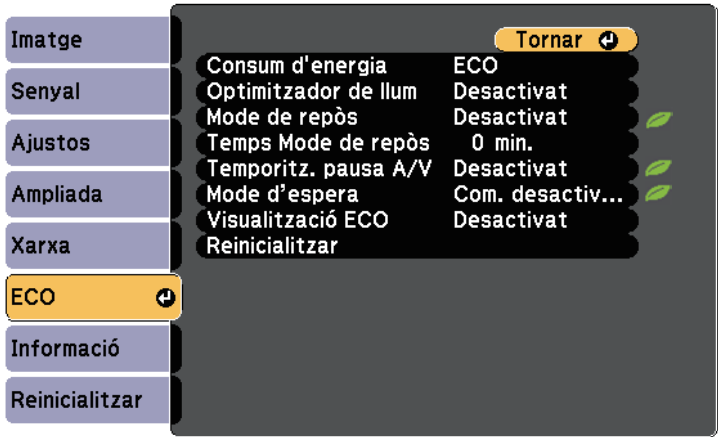 Imatge
Senyal
Ajustos
Ampliada
Xarxa
ECO
Informació
Reinicialitzar
Tornar
Consum d'energia ECO
Optimitzador de llum Desactivat
Mode de repòs Desactivat
Temps Mode de repòs 0 min.
Temporitz. pausa A/V Desactivat
Mode d’espera Com. desactiv...
Visualització ECO Desactivat
Reinicialitzar